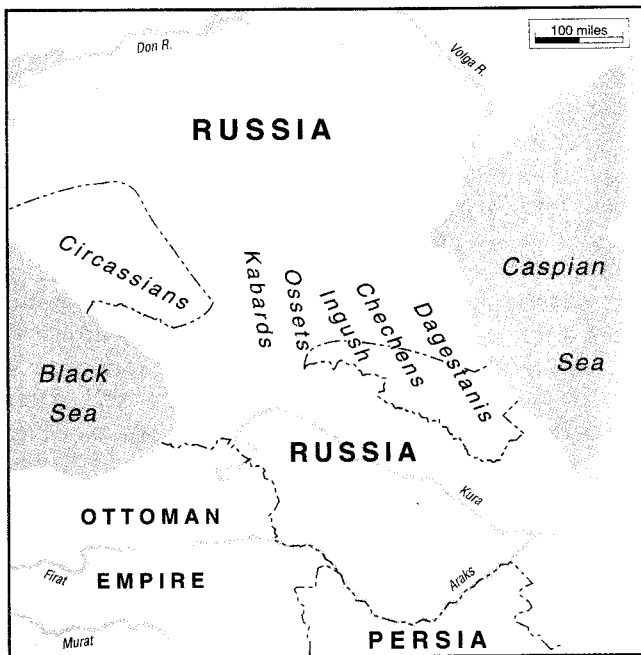 100 miles
Don R.
Volga R.
RUSSIA
Circassians
Kabards
Ossets
Ingush
Chechens
Dagestanis
Caspian
Sea
Black
Sea
RUSSIA
Kura
OTTOMAN
EMPIRE
Firat
Araks
Murat
PERSIA